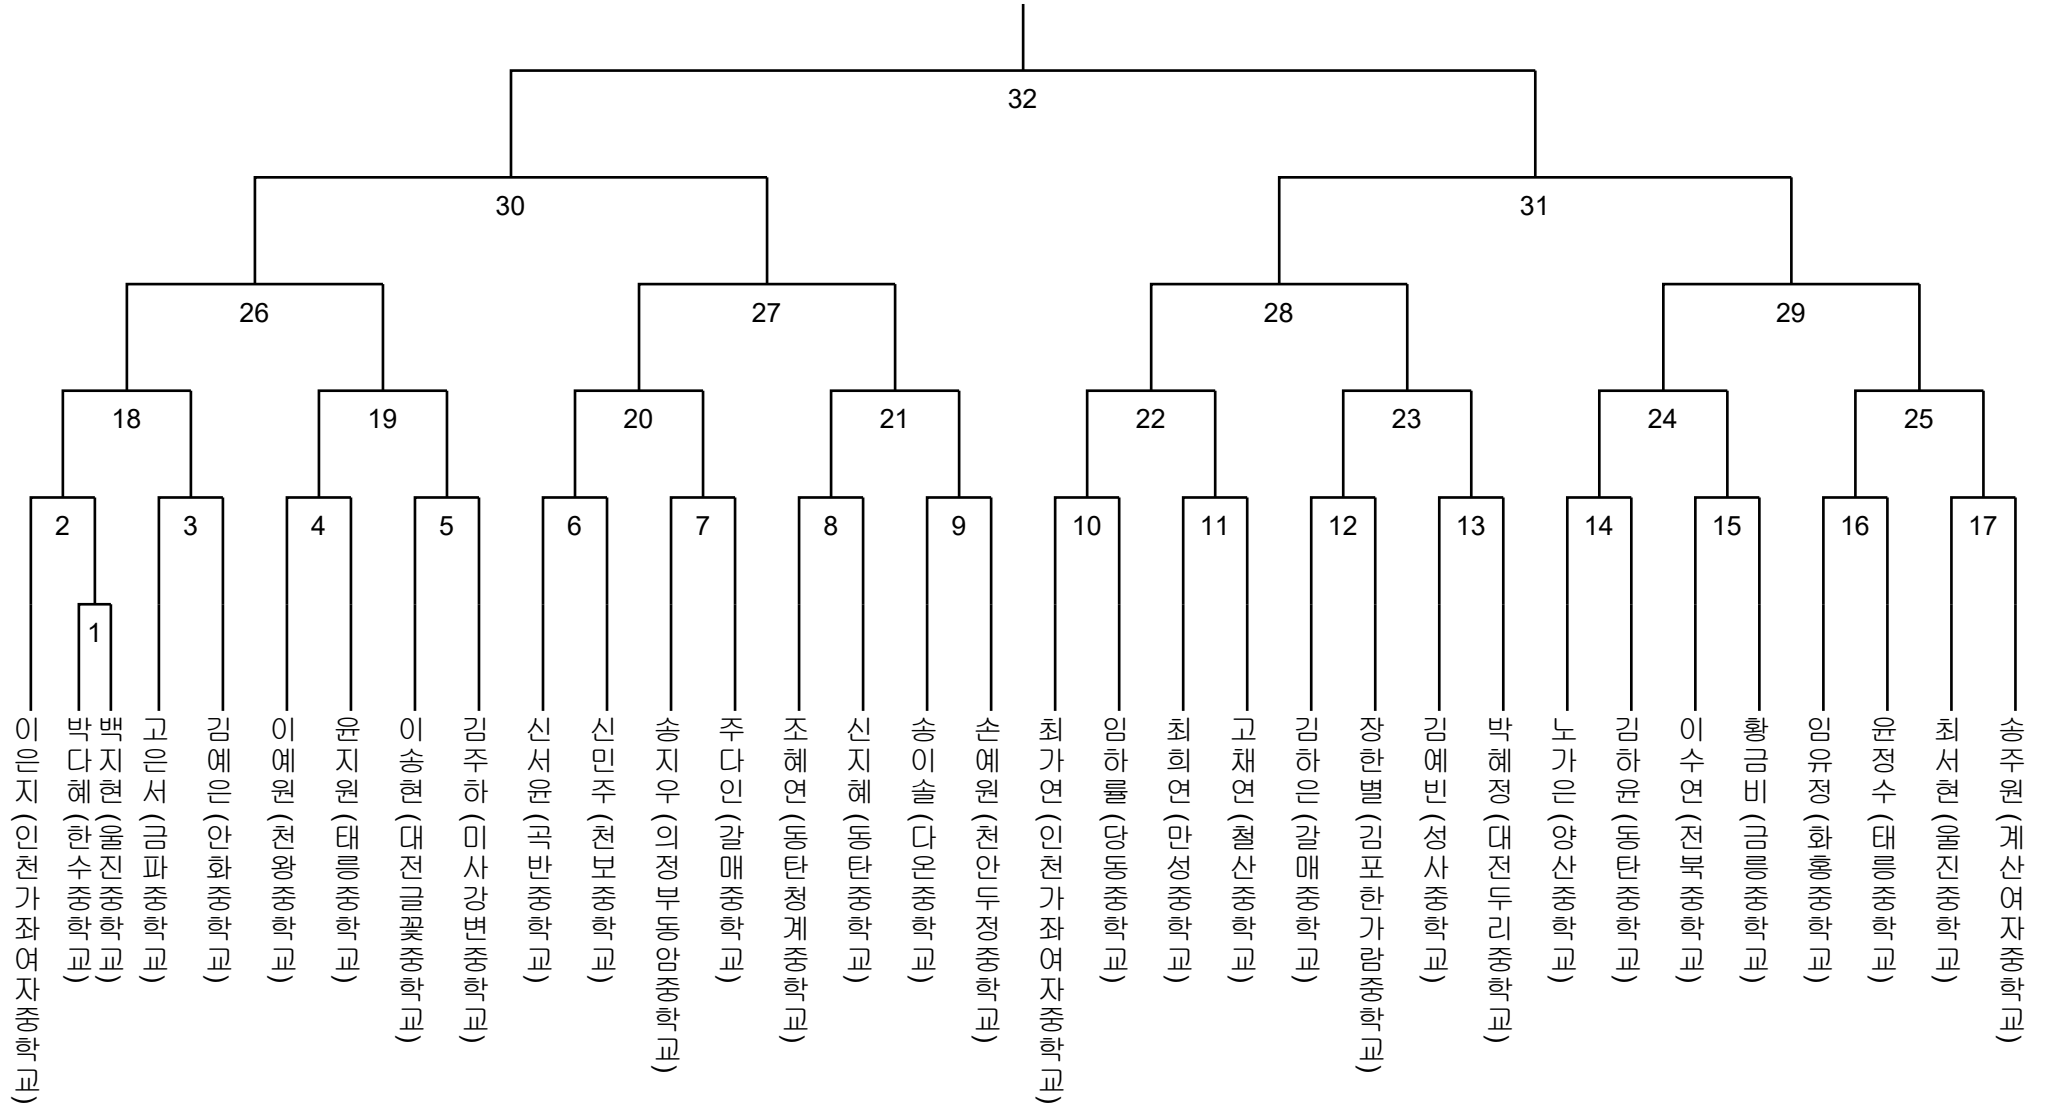 32
30
31
26
27
28
29
18
19
20
21
22
23
24
25
2
3
4
5
6
7
8
9
10
11
12
13
14
15
16
17
1
이은지(인천가좌여자중학교)
박다혜(한수중학교)
백지현(울진중학교)
고은서(금파중학교)
김예은(안화중학교)
이예원(천왕중학교)
윤지원(태릉중학교)
이송현(대전글꽃중학교)
김주하(미사강변중학교)
신서윤(곡반중학교)
신민주(천보중학교)
송지우(의정부동암중학교)
주다인(갈매중학교)
조혜연(동탄청계중학교)
신지혜(동탄중학교)
송이솔(다온중학교)
손예원(천안두정중학교)
최가연(인천가좌여자중학교)
임하률(당동중학교)
최희연(만성중학교)
고채연(철산중학교)
김하은(갈매중학교)
장한별(김포한가람중학교)
김예빈(성사중학교)
박혜정(대전두리중학교)
노가은(양산중학교)
김하윤(동탄중학교)
이수연(전북중학교)
황금비(금릉중학교)
임유정(화홍중학교)
윤정수(태릉중학교)
최서현(울진중학교)
송주원(계산여자중학교)